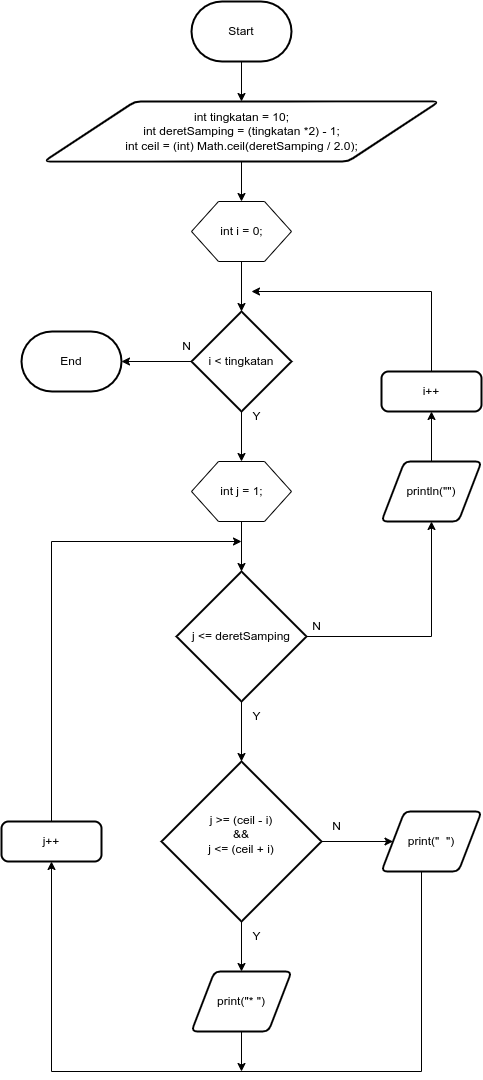 Start
int tingkatan = 10;
int deretSamping = (tingkatan *2) - 1;
int ceil = (int) Math.ceil(deretSamping / 2.0);
int i = 0;
N
End
i < tingkatan
i++
Y
int j = 1;
println("")
N
j <= deretSamping
Y
j >= (ceil - i)
&&
j <= (ceil + i)
N
j++
print("  ")
Y
print("* ")